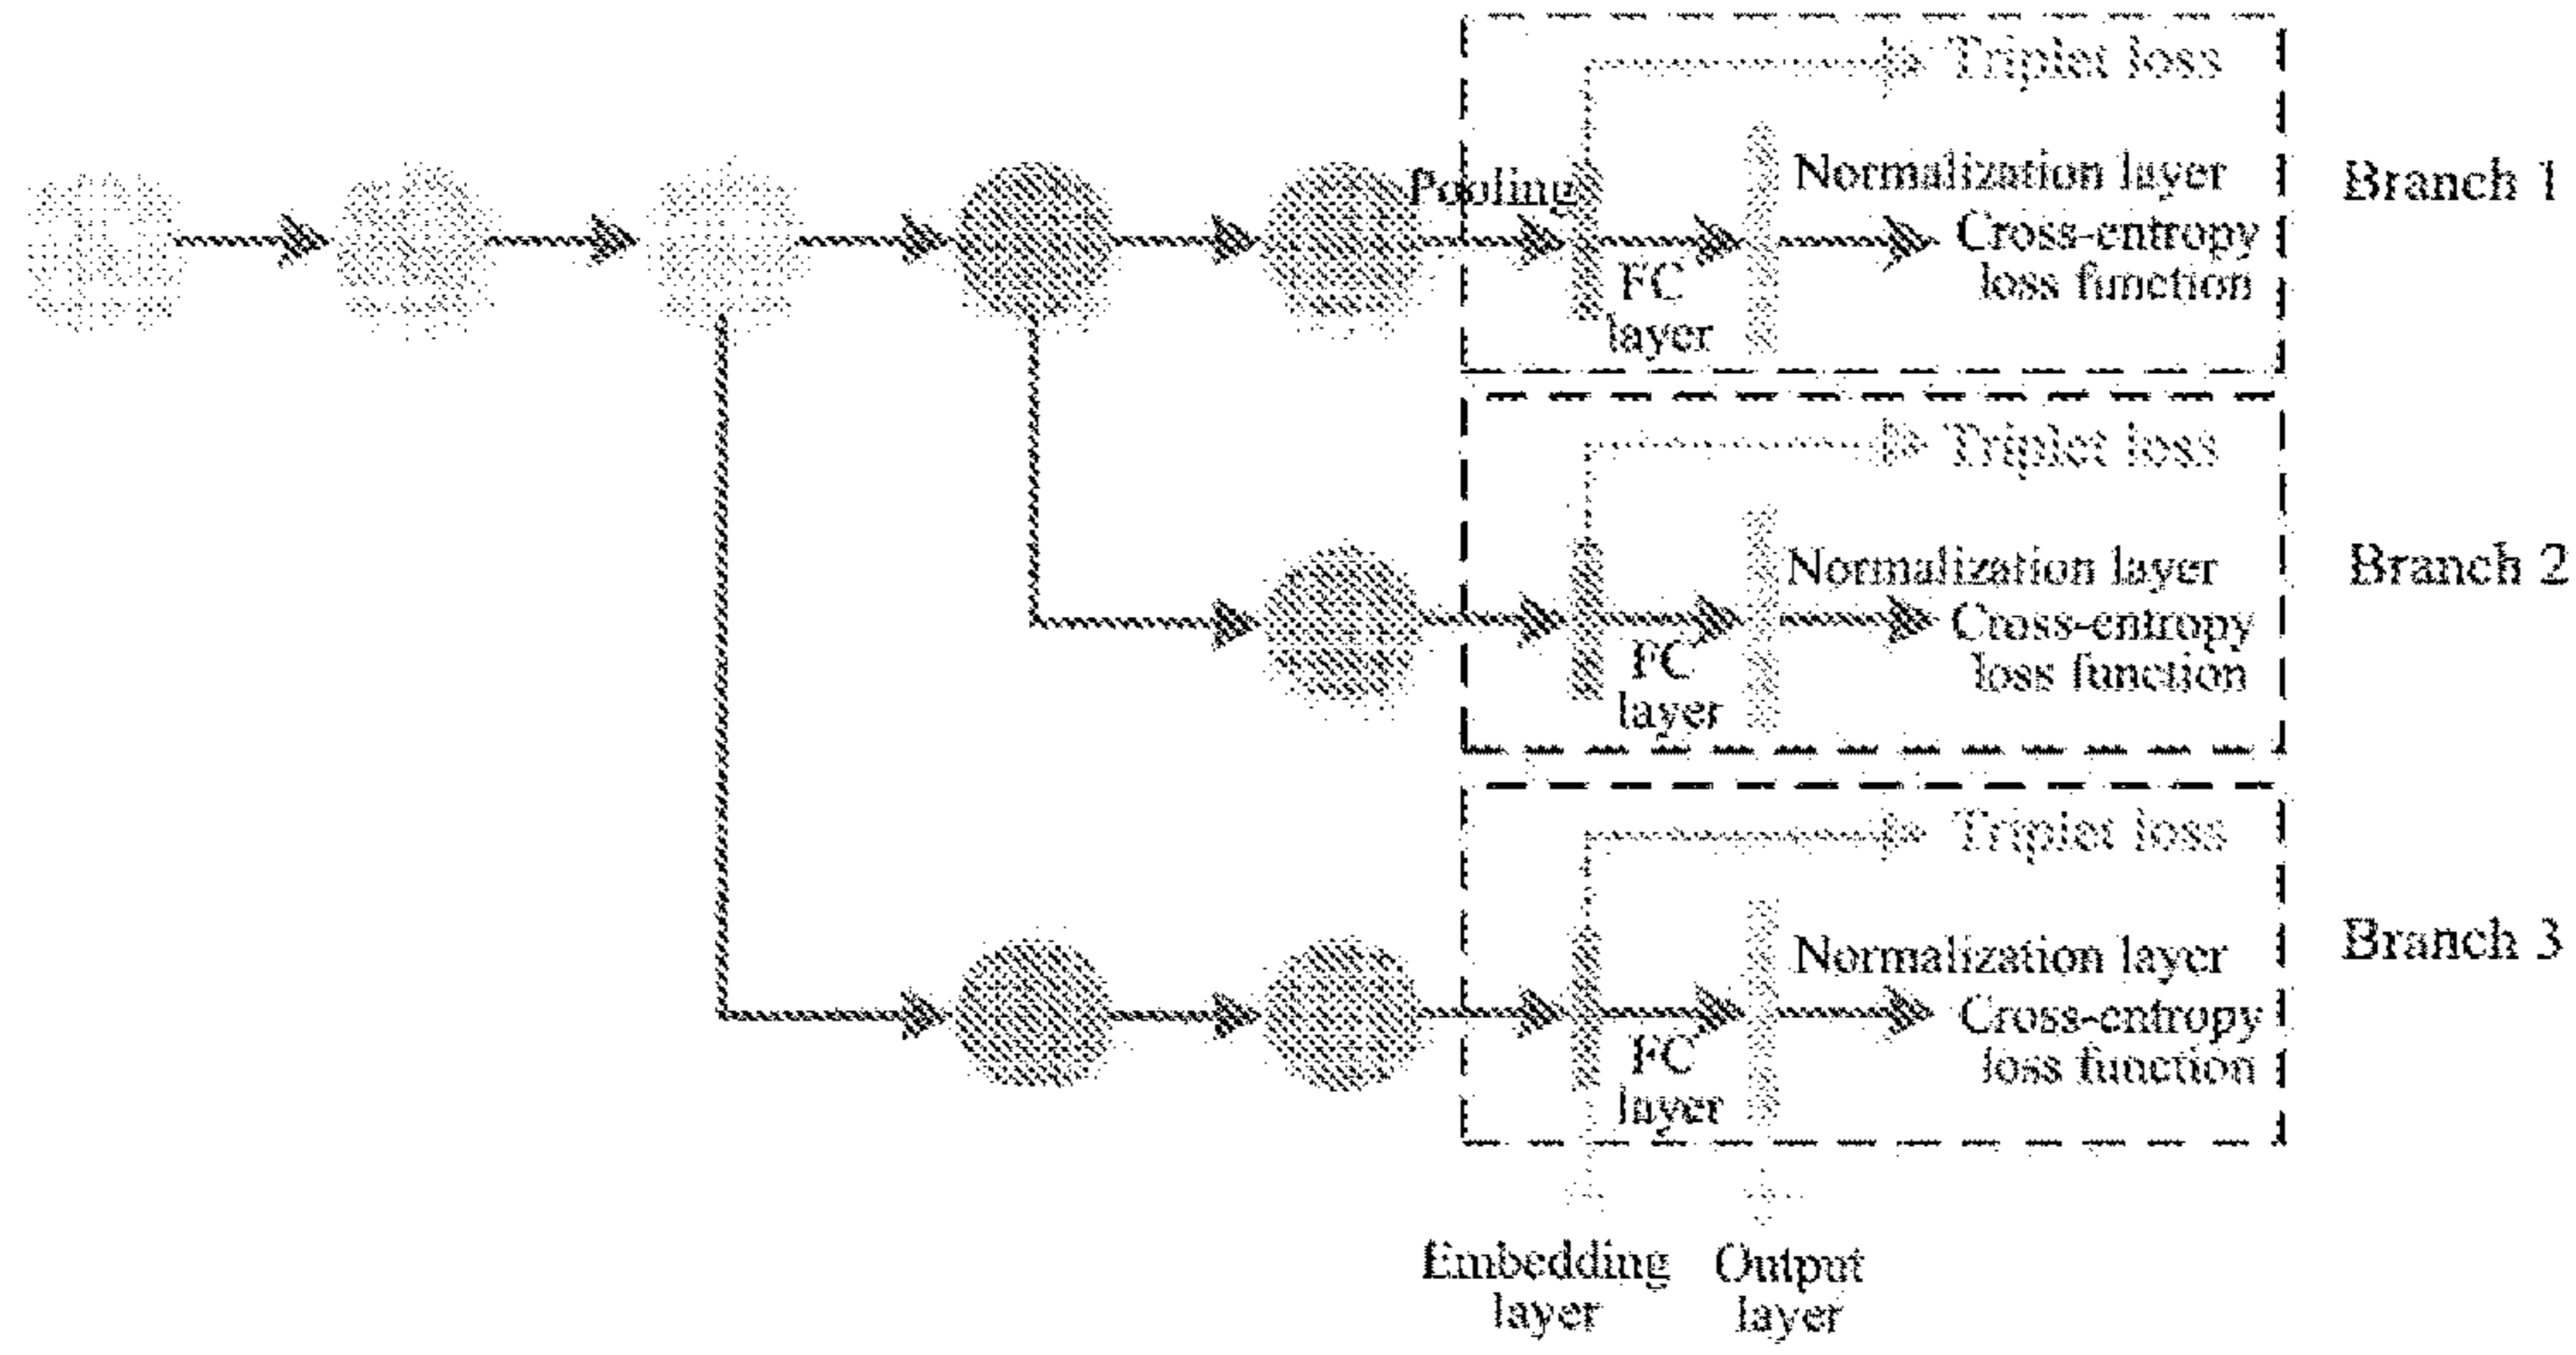 Triplet loss
Pooling
Normalization layer
Branch 1
Cross-entropy
loss function
FC
layer
Triplet loss
Normalization layer
Branch 2
Cross-entropy
loss function
FC
layer
Triplet loss
Normalization layer
Branch 3
Cross-entropy
loss function
FC
layer
Embedding
layer
Output
layer